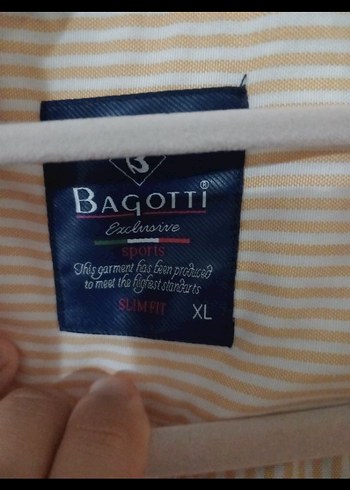 B
BAGOTTI®
Exclusive
sports
This garment has been produced
to meet the highest standarts
SLIM FIT XL